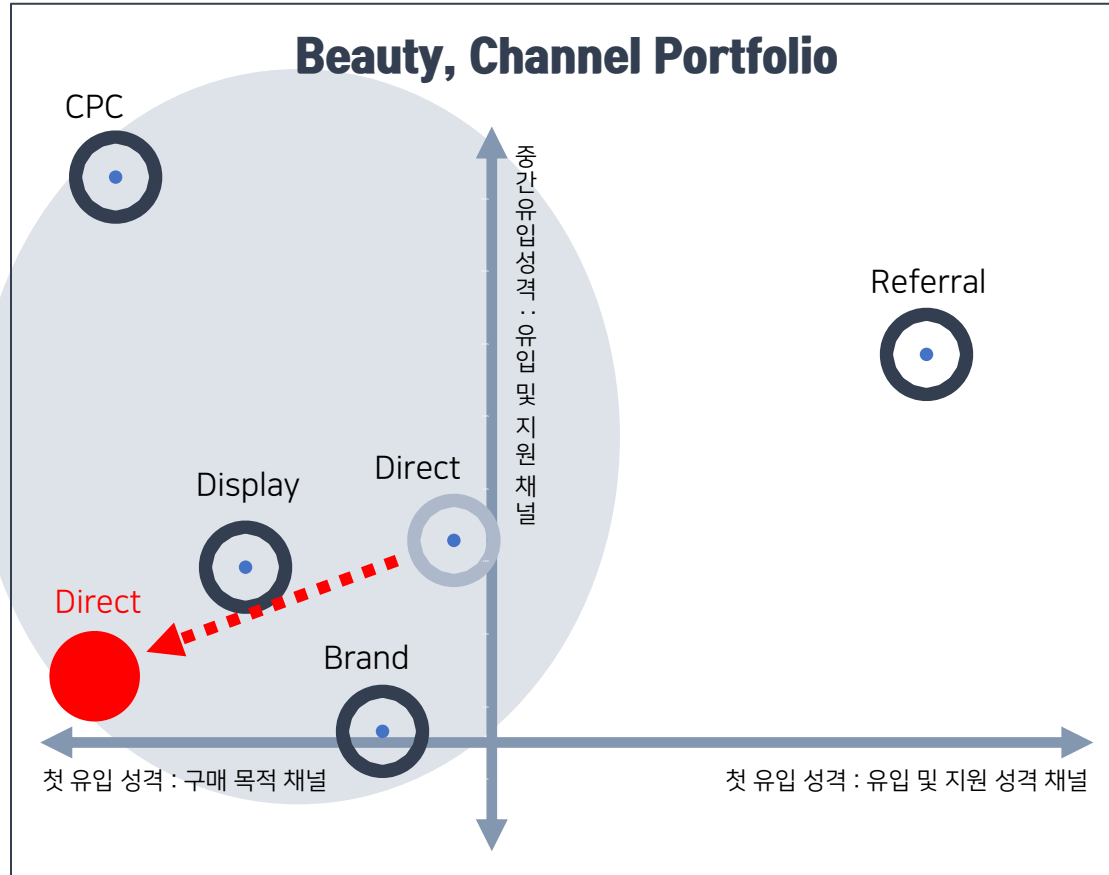 Beauty, Channel Portfolio
CPC
중간유입성격 : 유입 및 지원 채널
Referral
Direct
Display
Direct
Brand
첫 유입 성격 : 구매 목적 채널
첫 유입 성격 : 유입 및 지원 성격 채널